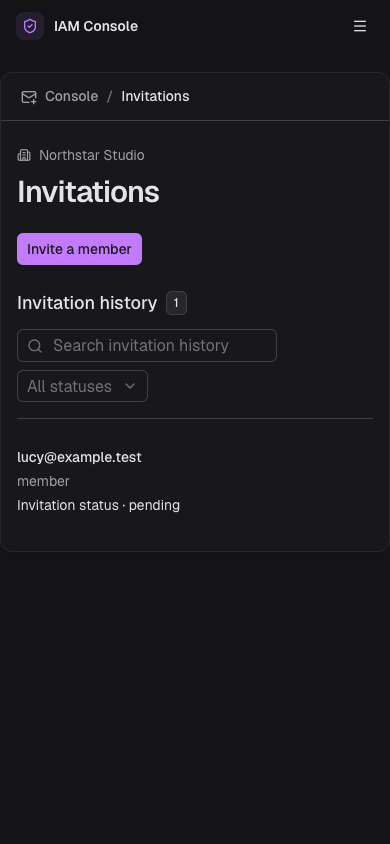 IAM Console
Console / Invitations
Northstar Studio
Invitations
Invite a member
Invitation history 1
Search invitation history
All statuses
lucy@example.test
member
Invitation status · pending